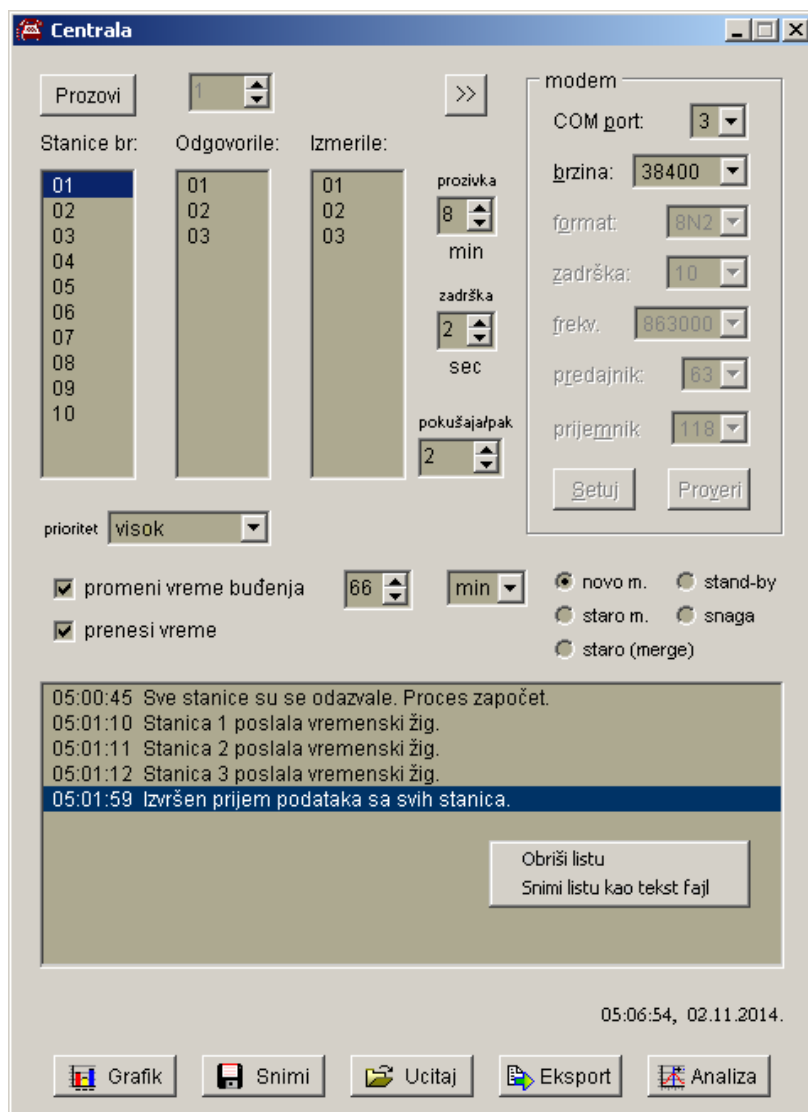 Centrala
Prozovi 1 >>
Stanice br: Odgovorile: Izmerile:
01 01 01
02 02 02
03 03 03
04
05
06
07
08
09
10
prozivka
8
min
zadrška
2
sec
pokušaja/pak
2
modem
COM port: 3
brzina: 38400
format: 8N2
zadrška: 10
frekv. 863000
predajnik: 63
prijemnik 118
Setuj Proveri
prioritet visok
promeni vreme buđenja 66 min
prenesi vreme
novo m. stand-by
staro m. snaga
staro (merge)
05:00:45 Sve stanice su se odazvale. Proces započet.
05:01:10 Stanica 1 poslala vremenski žig.
05:01:11 Stanica 2 poslala vremenski žig.
05:01:12 Stanica 3 poslala vremenski žig.
05:01:59 Izvršen prijem podataka sa svih stanica.
Obriši listu
Snimi listu kao tekst fajl
05:06:54, 02.11.2014.
Grafik Snimi Ucitaj Eksport Analiza